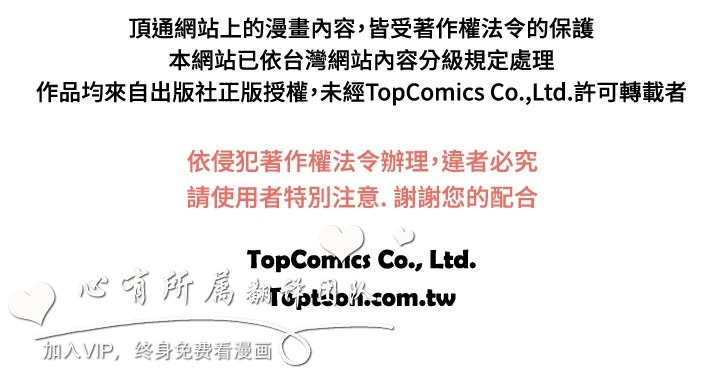 頂通網站上的漫畫內容，皆受著作權法令的保護
本網站已依台灣網站內容分級規定處理
作品均來自出版社正版授權，未經TopComics Co.,Ltd.許可轉載者
依侵犯著作權法令辦理，違者必究
請使用者特別注意. 謝謝您的配合
TopComics Co., Ltd.
心有所属翻译团队
Toptoon.com.tw
加入VIP，终身免费看漫画